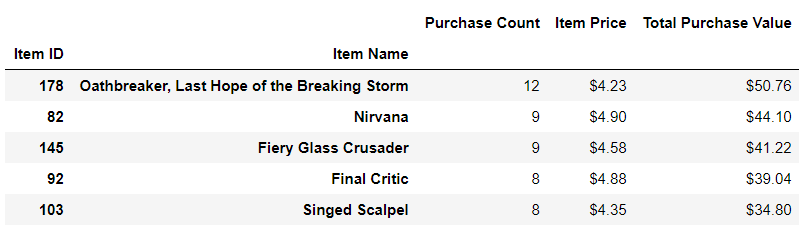 Purchase Count Item Price Total Purchase Value
Item ID Item Name
178 Oathbreaker, Last Hope of the Breaking Storm 12 $4.23 $50.76
82 Nirvana 9 $4.90 $44.10
145 Fiery Glass Crusader 9 $4.58 $41.22
92 Final Critic 8 $4.88 $39.04
103 Singed Scalpel 8 $4.35 $34.80